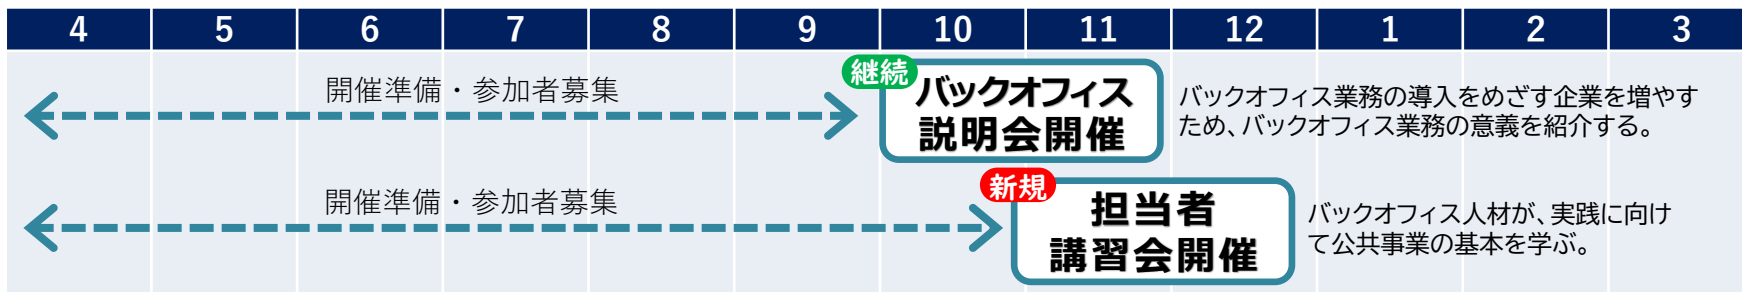 4 5 6 7 8 9 10 11 12 1 2 3
開催準備・参加者募集
継続
バックオフィス
説明会開催
バックオフィス業務の導入をめざす企業を増やす
ため、バックオフィス業務の意義を紹介する。
開催準備・参加者募集
新規
担当者
講習会開催
バックオフィス人材が、実践に向け
て公共事業の基本を学ぶ。